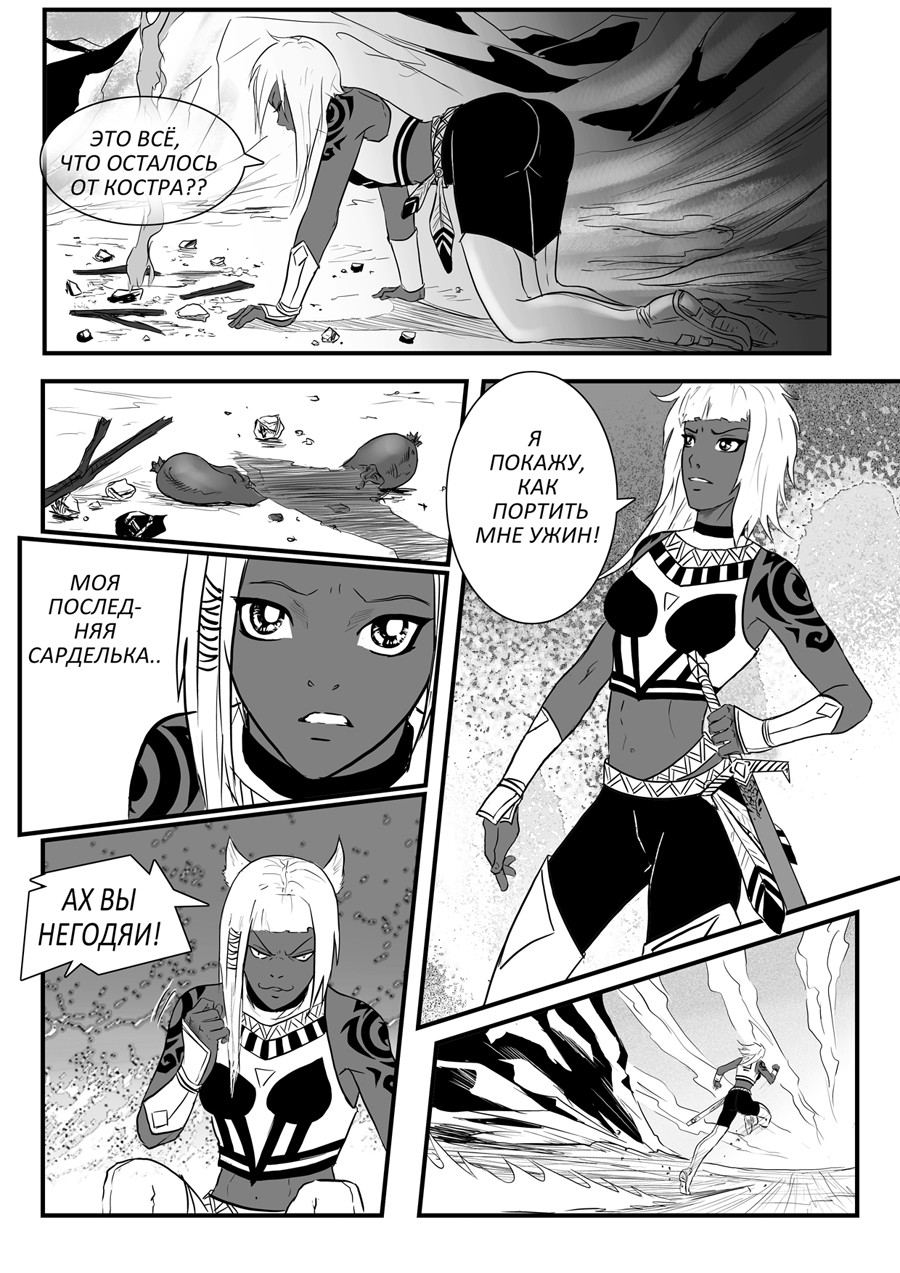 ЭТО ВСЁ,
ЧТО ОСТАЛОСЬ
ОТ КОСТРА??
МОЯ
ПОСЛЕД-
НЯЯ
САРДЕЛЬКА..
АХ ВЫ
НЕГОДЯИ!
Я
ПОКАЖУ,
КАК
ПОРТИТЬ
МНЕ УЖИН!